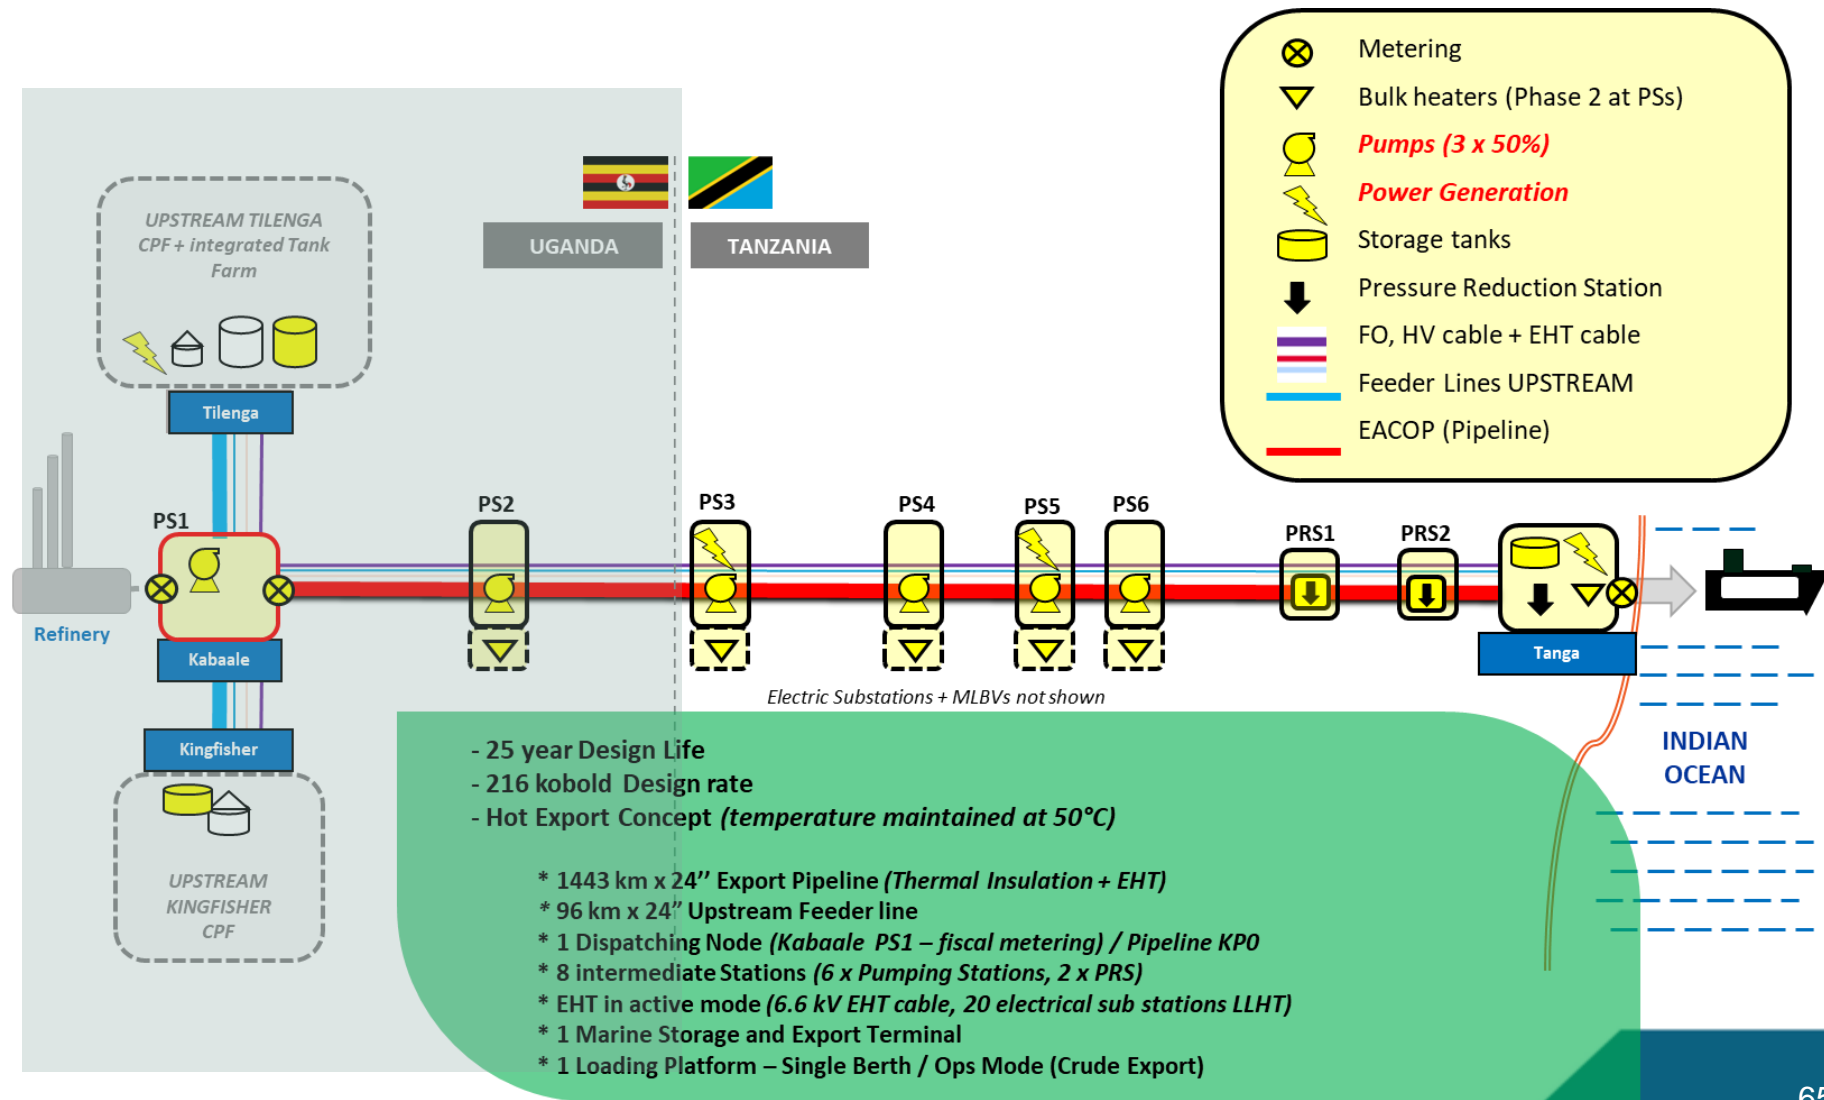 Metering
Bulk heaters (Phase 2 at PSs)
Pumps (3 x 50%)
Power Generation
Storage tanks
Pressure Reduction Station
FO, HV cable + EHT cable
Feeder Lines UPSTREAM
EACOP (Pipeline)
UGANDA
TANZANIA
UPSTREAM TILENGA
CPF + integrated Tank
Farm
Tilenga
PS1
PS2
PS3
PS4
PS5
PS6
PRS1
PRS2
Refinery
Kabaale
Tanga
Kingfisher
UPSTREAM
KINGFISHER
CPF
Electric Substations + MLBVs not shown
INDIAN
OCEAN
- 25 year Design Life
- 216 kobold Design rate
- Hot Export Concept (temperature maintained at 50°C)
* 1443 km x 24’’ Export Pipeline (Thermal Insulation + EHT)
* 96 km x 24” Upstream Feeder line
* 1 Dispatching Node (Kabaale PS1 – fiscal metering) / Pipeline KP0
* 8 intermediate Stations (6 x Pumping Stations, 2 x PRS)
* EHT in active mode (6.6 kV EHT cable, 20 electrical sub stations LLHT)
* 1 Marine Storage and Export Terminal
* 1 Loading Platform – Single Berth / Ops Mode (Crude Export)
65